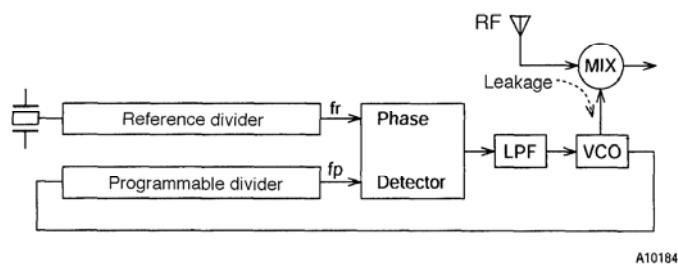 RF
MIX
Leakage
Reference divider
fr
Phase
Detector
LPF
VCO
Programmable divider
fp
A10184